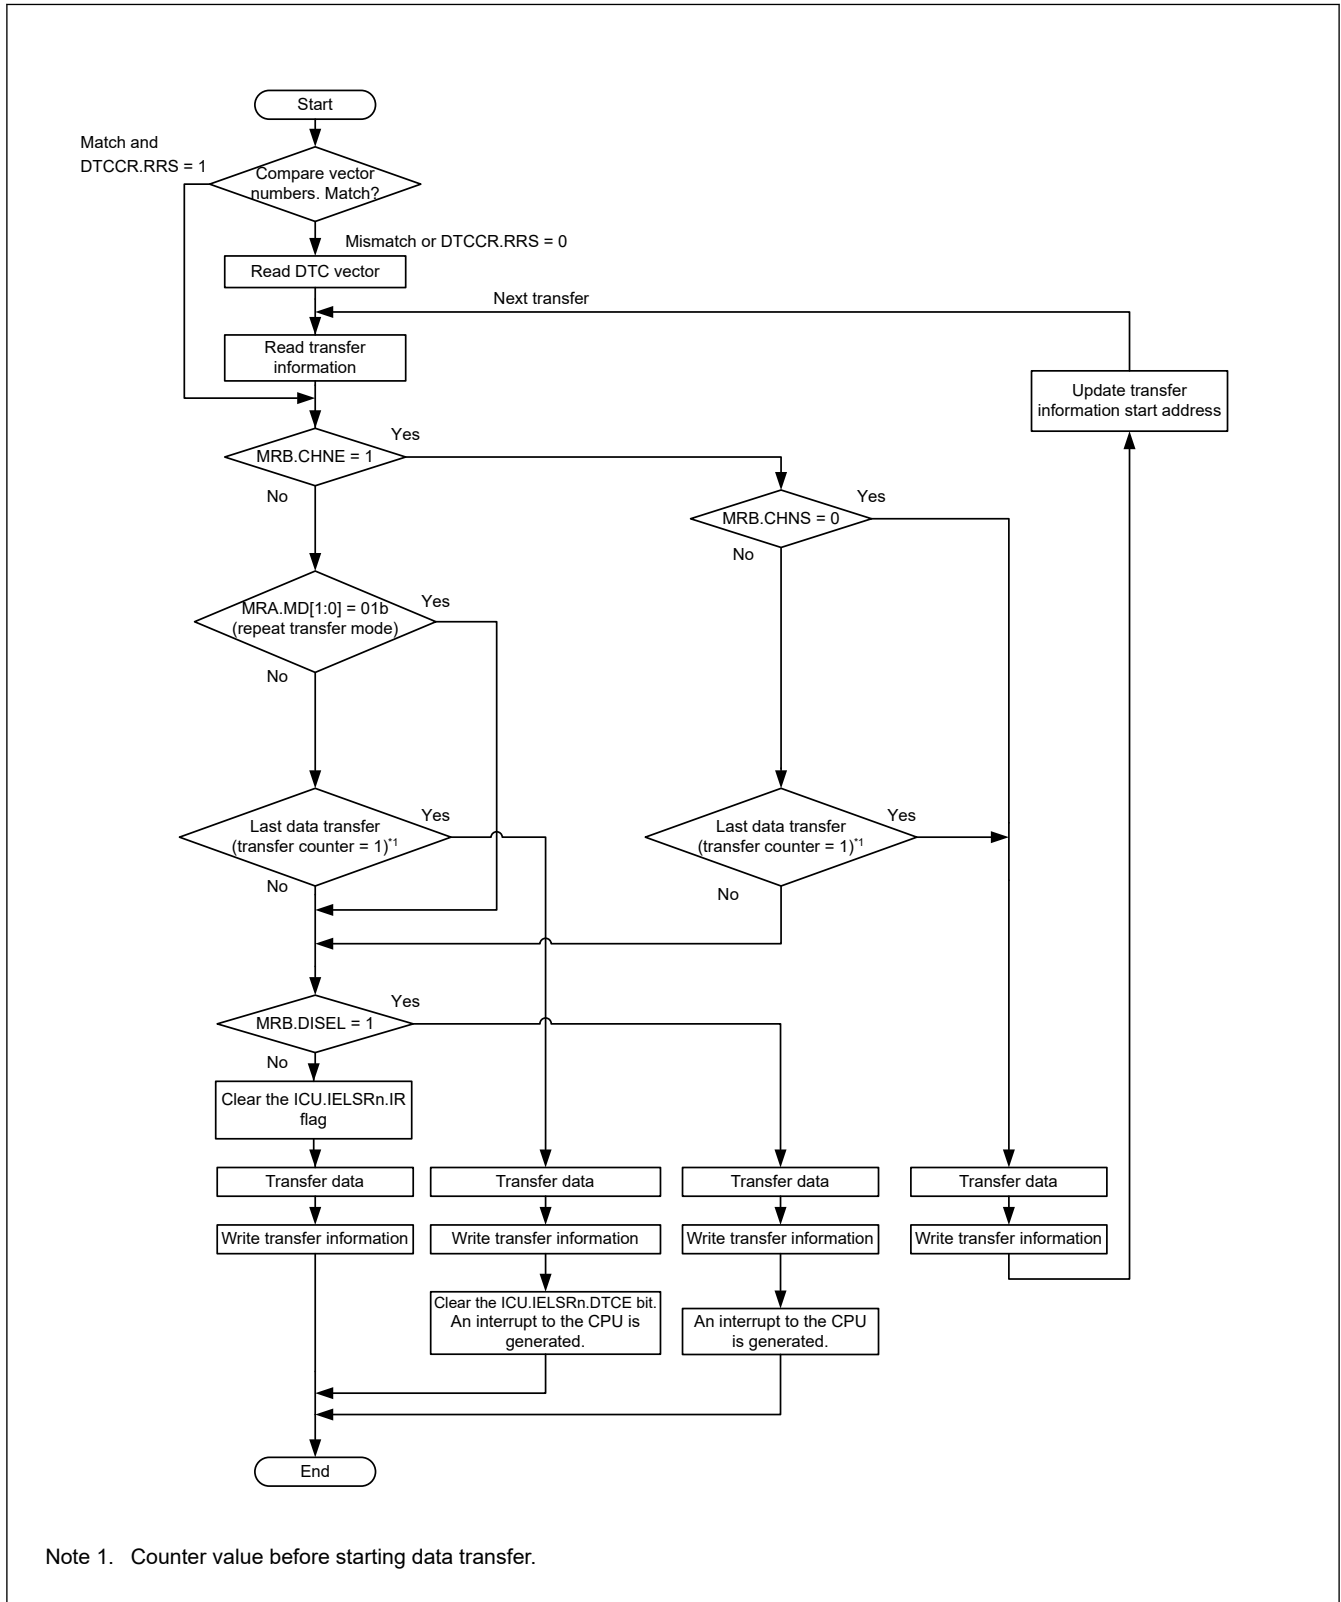 Start
Match and
DTCCR.RRS = 1
Compare vector
numbers. Match?
Mismatch or DTCCR.RRS = 0
Read DTC vector
Next transfer
Read transfer
information
Update transfer
information start address
Yes
MRB.CHNE = 1
No
Yes
MRB.CHNS = 0
No
MRA.MD[1:0] = 01b
(repeat transfer mode)
Yes
No
Last data transfer
(transfer counter = 1)*1
Yes
No
Last data transfer
(transfer counter = 1)*1
Yes
No
Yes
MRB.DISEL = 1
No
Clear the ICU.IELSRn.IR
flag
Transfer data
Transfer data
Transfer data
Transfer data
Write transfer information
Write transfer information
Write transfer information
Write transfer information
Clear the ICU.IELSRn.DTCE bit.
An interrupt to the CPU is
generated.
An interrupt to the CPU
is generated.
End
Note 1. Counter value before starting data transfer.